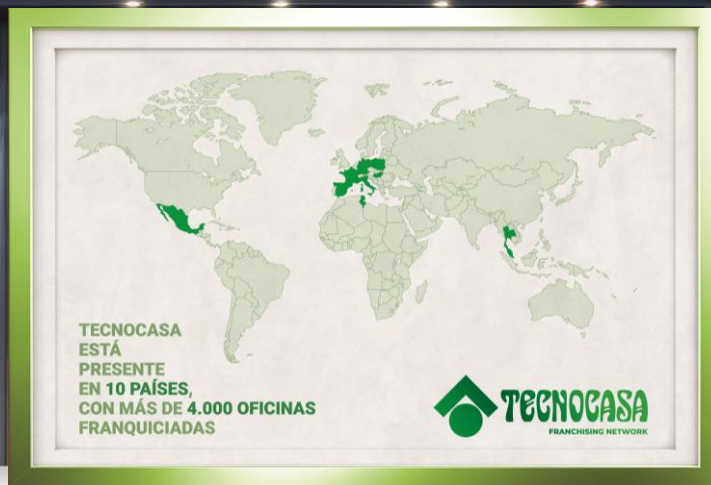 TECNOCASA
ESTÁ
PRESENTE
EN 10 PAÍSES,
CON MÁS DE 4.000 OFICINAS
FRANQUICIADAS
TECNOCASA
FRANCHISING NETWORK